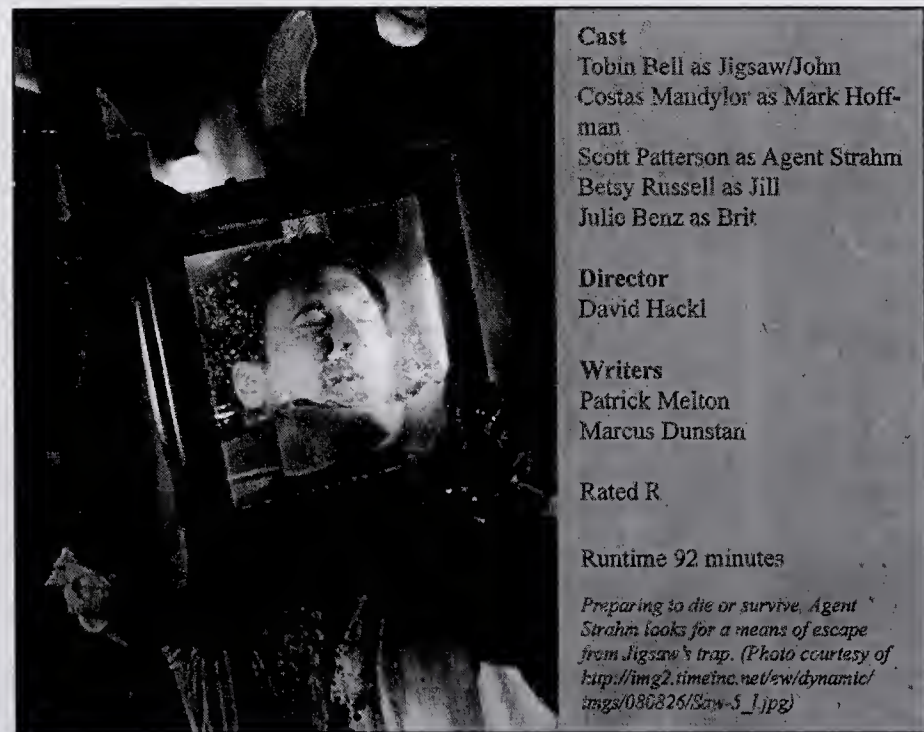 Cast
Tobin Bell as Jigsaw/John
Costas Mandylor as Mark Hoff-
man
Scott Patterson as Agent Strahm
Betsy Russell as Jill
Julie Benz as Brit
Director
David Hackl
Writers
Patrick Melton
Marcus Dunstan
Rated R
Runtime 92 minutes
Preparing to die or survive, Agent
Strahm looks for a means of escape
from Jigsaw's trap. (Photo courtesy of
http://img2.timeinc.net/ew/dynamic/
imgs/080826/Saw-5_l.jpg)